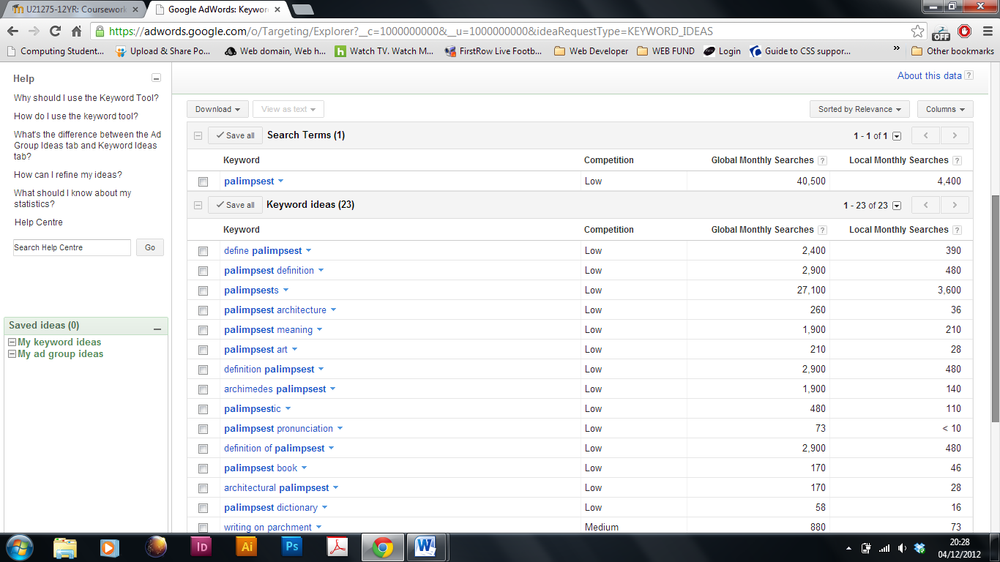 U21275-12YR: Coursework
Google AdWords: Keywor
https://adwords.google.com/o/Targeting/Explorer?__c=1000000000&__u=1000000000&ideaRequestType=KEYWORD_IDEAS
OFF
Computing Student... Upload & Share Po... Web domain, Web h... Watch TV. Watch M... FirstRow Live Footb... Web Developer WEB FUND Login Guide to CSS suppor... » Other bookmarks
Help
Why should I use the Keyword Tool?
How do I use the keyword tool?
What's the difference between the Ad
Group Ideas tab and Keyword Ideas
tab?
How can I refine my ideas?
What should I know about my
statistics?
Help Centre
Search Help Centre Go
Saved ideas (0)
My keyword ideas
My ad group ideas
About this data ?
Download View as text Sorted by Relevance Columns
Save all Search Terms (1) 1 - 1 of 1
Keyword Competition Global Monthly Searches ? Local Monthly Searches ?
palimpsest Low 40,500 4,400
Save all Keyword ideas (23) 1 - 23 of 23
Keyword Competition Global Monthly Searches ? Local Monthly Searches ?
define palimpsest Low 2,400 390
palimpsest definition Low 2,900 480
palimpsests Low 27,100 3,600
palimpsest architecture Low 260 36
palimpsest meaning Low 1,900 210
palimpsest art Low 210 28
definition palimpsest Low 2,900 480
archimedes palimpsest Low 1,900 140
palimpsestic Low 480 110
palimpsest pronunciation Low 73 < 10
definition of palimpsest Low 2,900 480
palimpsest book Low 170 46
architectural palimpsest Low 170 28
palimpsest dictionary Low 58 16
writing on parchment Medium 880 73
Id Ai Ps W
20:28
04/12/2012